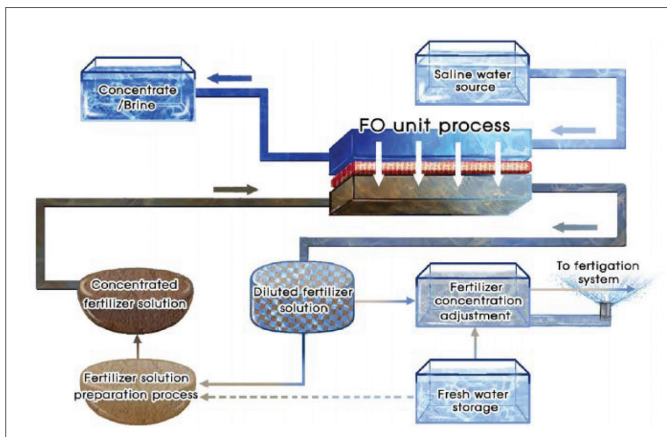 Concentrate
/Brine
Saline water
source
FO unit process
Concentrated
fertilizer solution
Diluted fertilizer
solution
Fertilizer
concentration
adjustment
To fertigation
system
Fertilizer solution
preparation process
Fresh water
storage